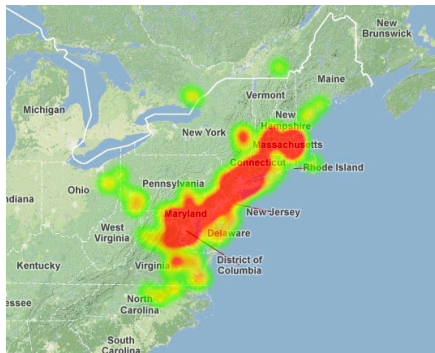 New
Brunswick
Maine
Vermont
Michigan
New
Hampshire
New York
Massachusetts
Connecticut
Rhode Island
Ohio
Pennsylvania
ndiana
Maryland
New Jersey
West
Virginia
Delaware
District of
Columbia
Kentucky
Virginia
North
Carolina
essee
South
Carolina